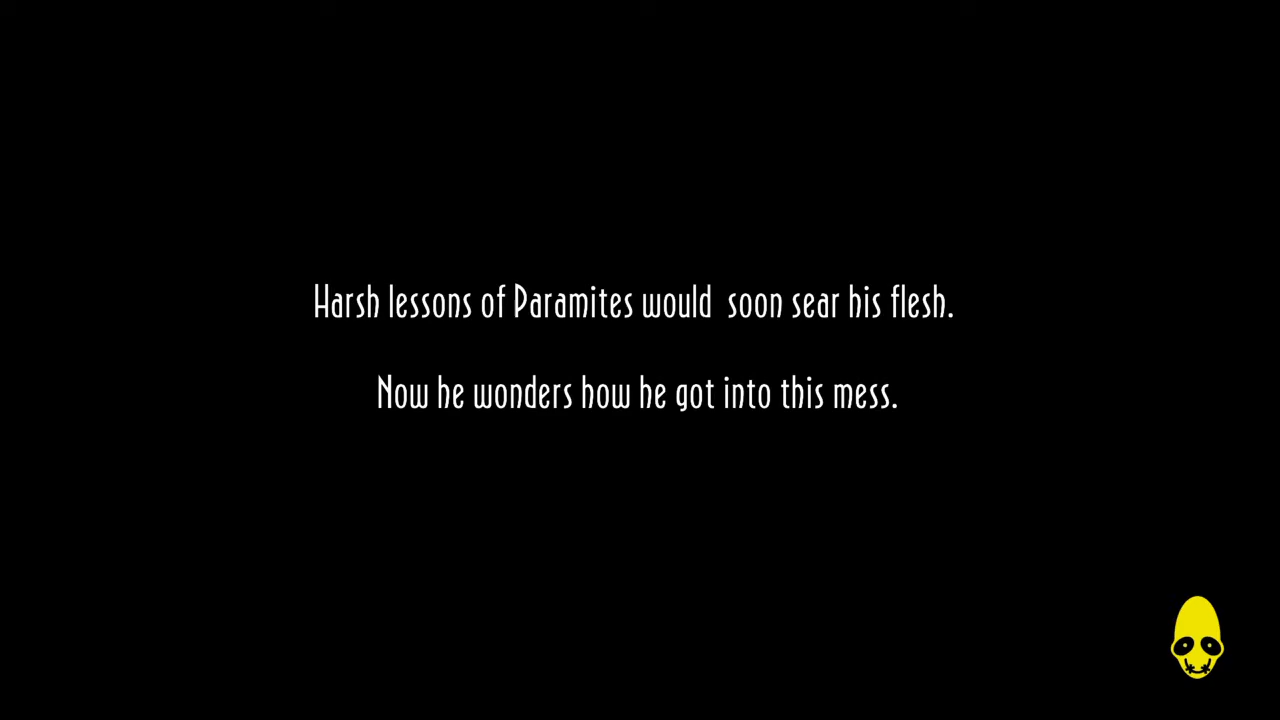 Harsh lessons of Paramites would  soon sear his flesh.
Now he wonders how he got into this mess.